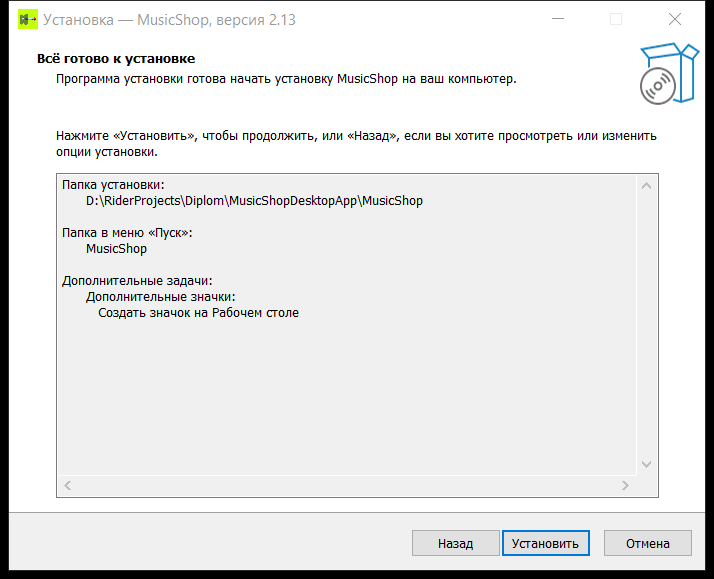 Установка — MusicShop, версия 2.13
Всё готово к установке
Программа установки готова начать установку MusicShop на ваш компьютер.
Нажмите «Установить», чтобы продолжить, или «Назад», если вы хотите просмотреть или изменить
опции установки.
Папка установки:
D:\RiderProjects\Diplom\MusicShopDesktopApp\MusicShop
Папка в меню «Пуск»:
MusicShop
Дополнительные задачи:
Дополнительные значки:
Создать значок на Рабочем столе
Назад Установить Отмена